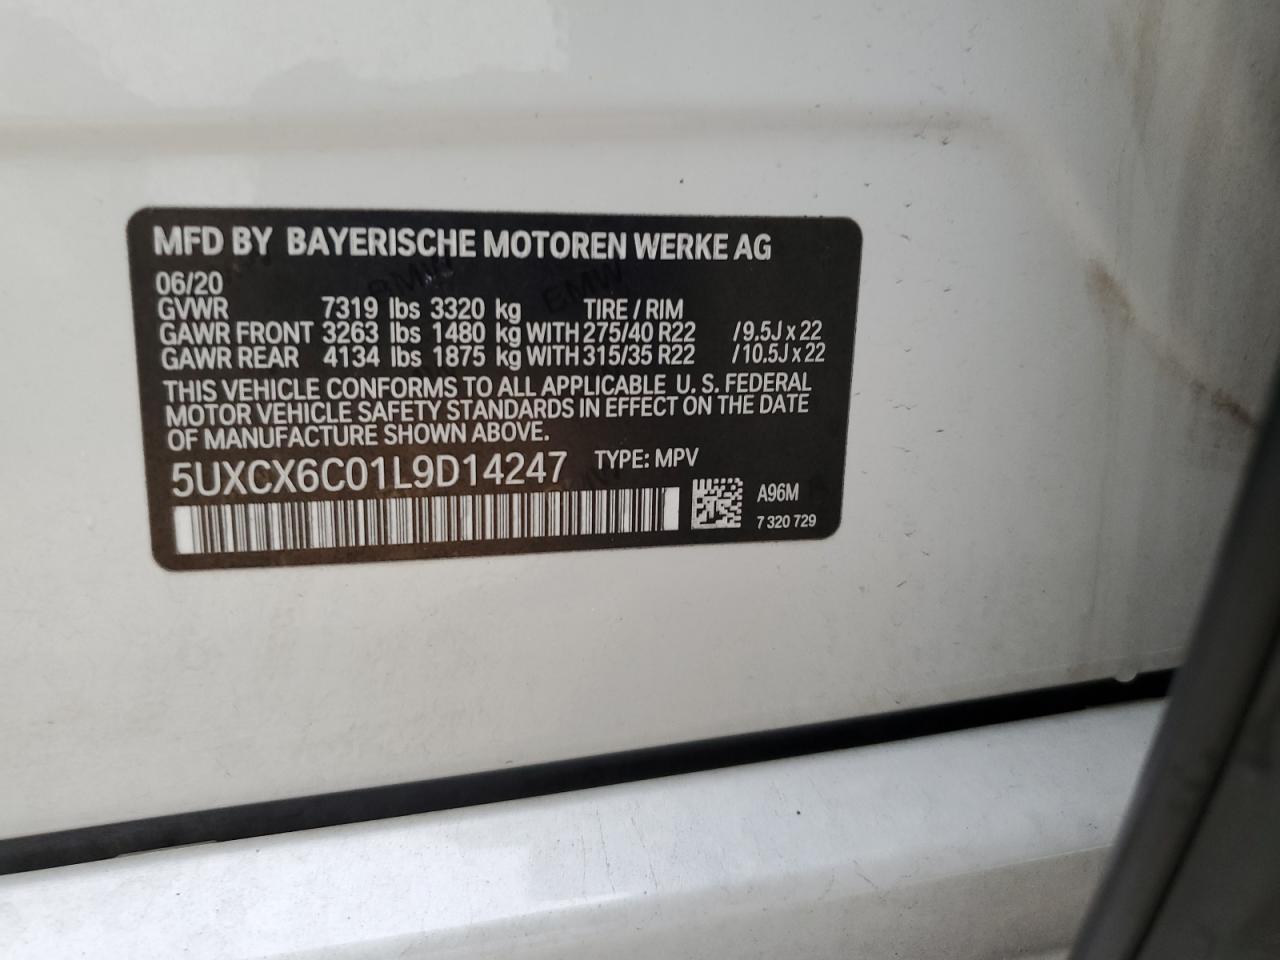 MFD BY BAYERISCHE MOTOREN WERKE AG
06/20
GVWR 7319 lbs 3320 kg TIRE / RIM
GAWR FRONT 3263 lbs 1480 kg WITH 275/40 R22 /9.5J x 22
GAWR REAR 4134 lbs 1875 kg WITH 315/35 R22 /10.5J x 22
THIS VEHICLE CONFORMS TO ALL APPLICABLE U. S. FEDERAL
MOTOR VEHICLE SAFETY STANDARDS IN EFFECT ON THE DATE
OF MANUFACTURE SHOWN ABOVE.
5UXCX6C01L9D14247 TYPE: MPV
A96M
7 320 729
BMW
BMW